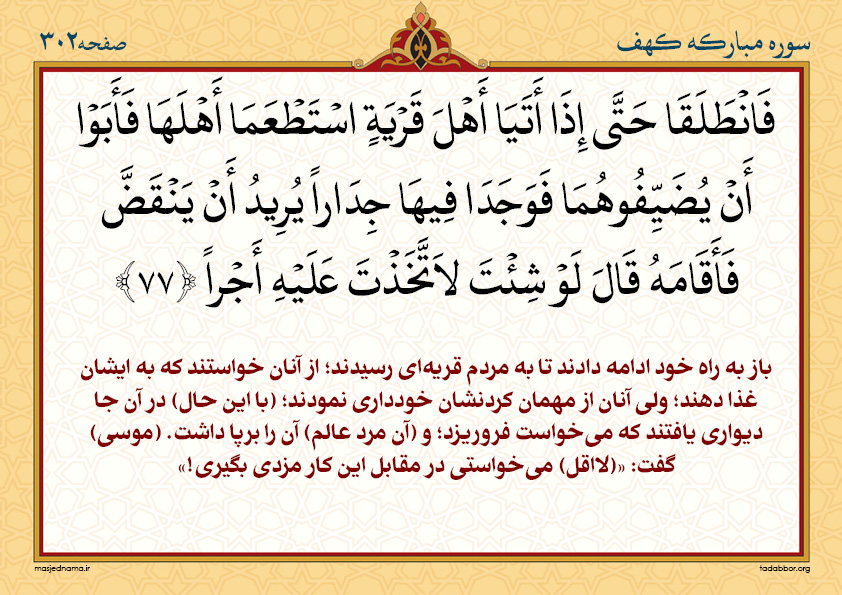 سوره مبارکه کهف
صفحه ۳۰۲
فَانْطَلَقَا حَتَّى إِذَا أَتَيَا أَهْلَ قَرْيَةٍ اسْتَطْعَمَا أَهْلَهَا فَأَبَوْا
أَنْ يُضَيِّفُوهُمَا فَوَجَدَا فِيهَا جِدَاراً يُرِيدُ أَنْ يَنْقَضَّ
فَأَقَامَهُ قَالَ لَوْ شِئْتَ لاَتَّخَذْتَ عَلَيْهِ أَجْراً ﴿۷۷﴾
باز به راه خود ادامه دادند تا به مردم قریه‌ای رسیدند؛ از آنان خواستند که به ایشان
غذا دهند؛ ولی آنان از مهمان کردنشان خودداری نمودند؛ (با این حال) در آن جا
دیواری یافتند که می‌خواست فروریزد؛ و (آن مرد عالم) آن را برپا داشت. (موسی)
گفت: «(لااقل) می‌خواستی در مقابل این کار مزدی بگیری!»
masjednama.ir
tadabbor.org